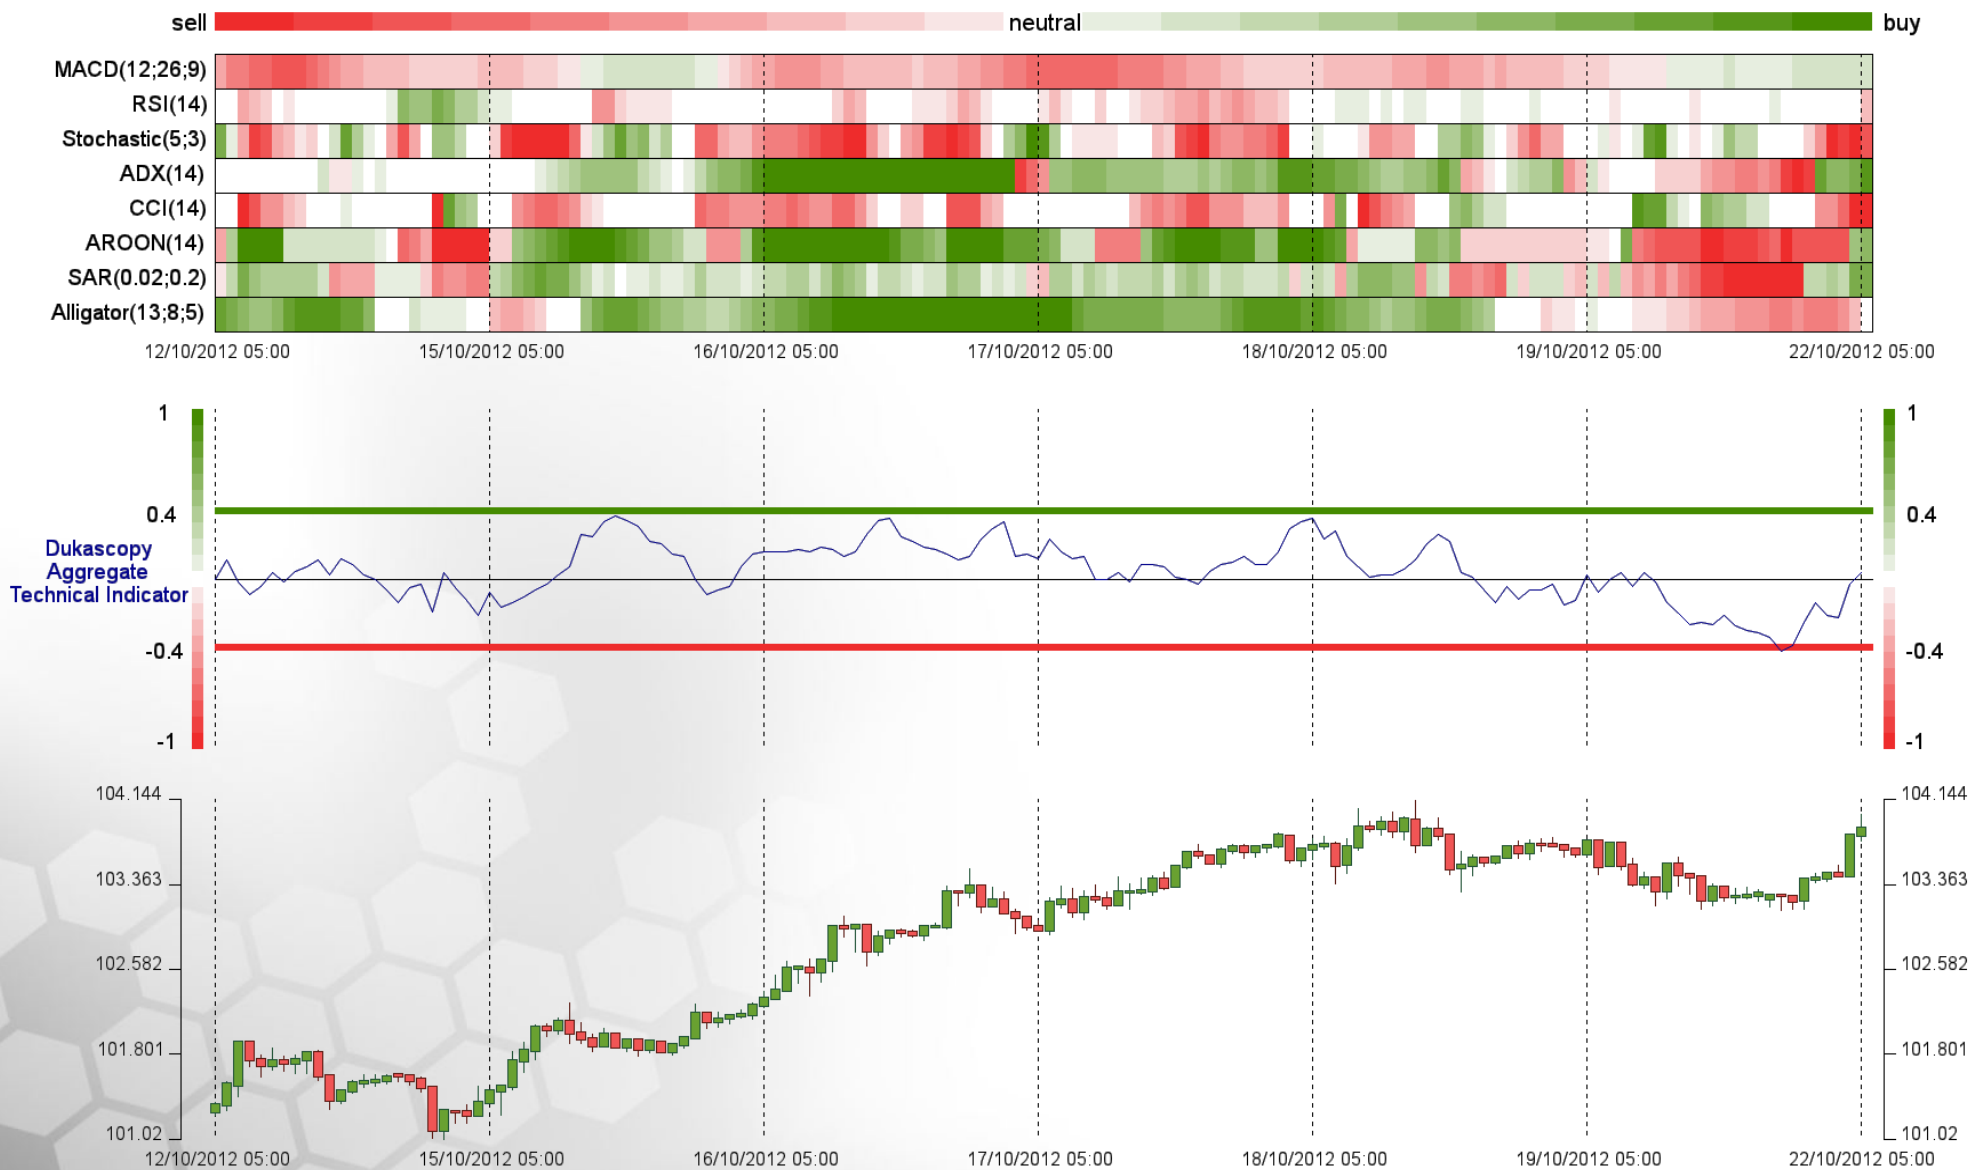 sell neutral buy
MACD(12;26;9)
RSI(14)
Stochastic(5;3)
ADX(14)
CCI(14)
AROON(14)
SAR(0.02;0.2)
Alligator(13;8;5)
12/10/2012 05:00 15/10/2012 05:00 16/10/2012 05:00 17/10/2012 05:00 18/10/2012 05:00 19/10/2012 05:00 22/10/2012 05:00
1 1
0.4 0.4
Dukascopy
Aggregate
Technical Indicator
-0.4 -0.4
-1 -1
104.144 104.144
103.363 103.363
102.582 102.582
101.801 101.801
101.02 101.02
12/10/2012 05:00 15/10/2012 05:00 16/10/2012 05:00 17/10/2012 05:00 18/10/2012 05:00 19/10/2012 05:00 22/10/2012 05:00